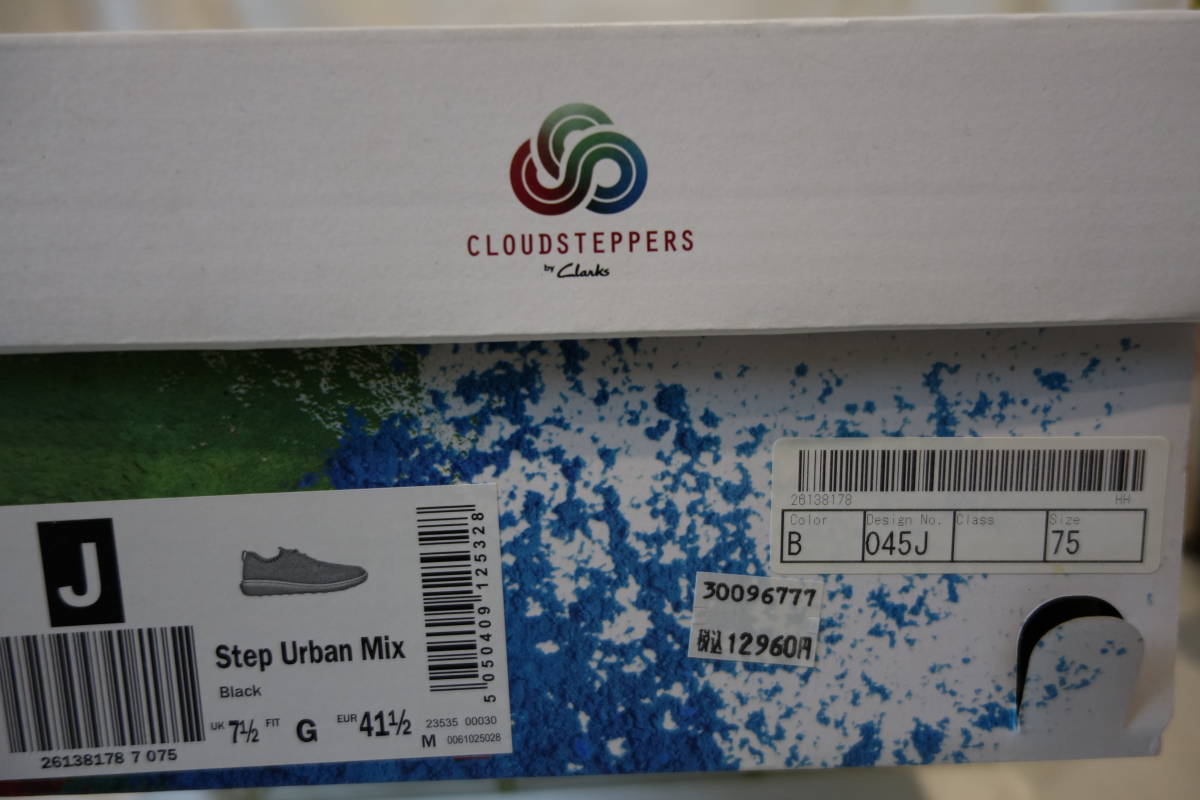 CLOUDSTEPPERS
by Clarks
26138178 HH
Color Design No. Class Size
B 045J 75
30096777
税込12960円
J
Step Urban Mix
Black
UK 7½ FIT G EUR 41½
26138178 7 075
5 050409 125328
23535 00030
M 0061025028